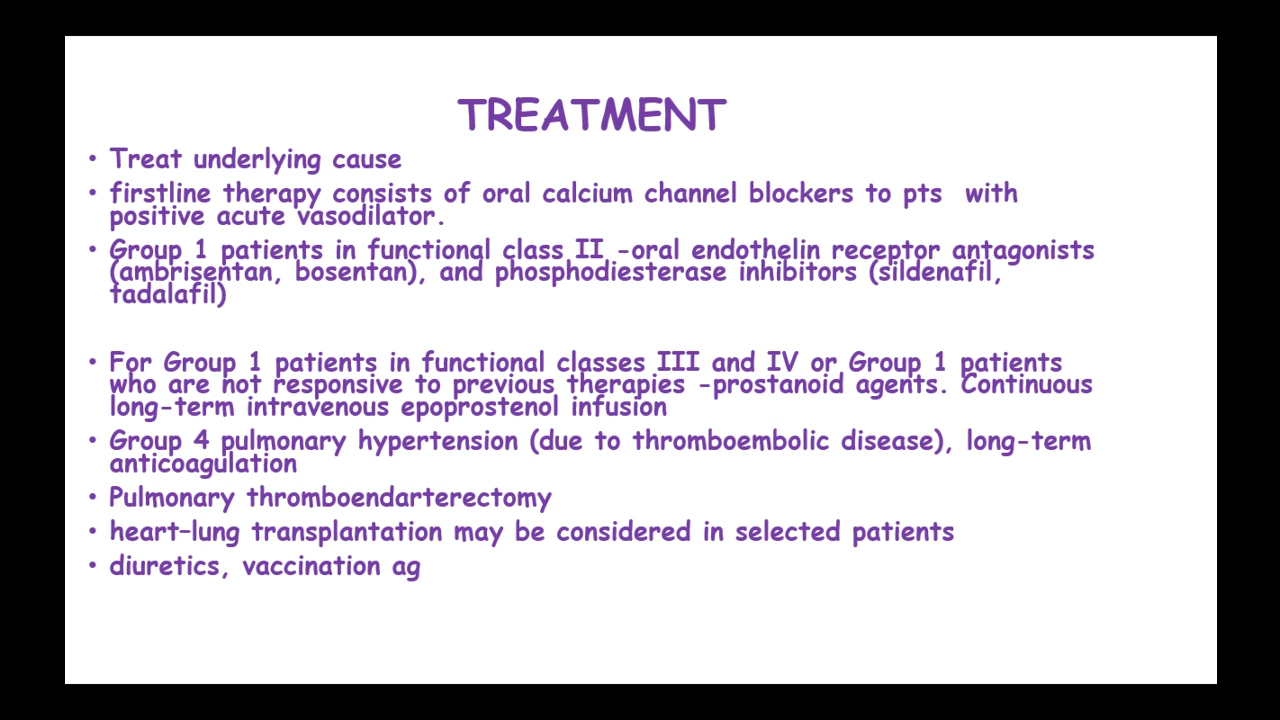 TREATMENT
• Treat underlying cause
• firstline therapy consists of oral calcium channel blockers to pts with
positive acute vasodilator.
• Group 1 patients in functional class II -oral endothelin receptor antagonists
(ambrisentan, bosentan), and phosphodiesterase inhibitors (sildenafil,
tadalafil)
• For Group 1 patients in functional classes III and IV or Group 1 patients
who are not responsive to previous therapies -prostanoid agents. Continuous
long-term intravenous epoprostenol infusion
• Group 4 pulmonary hypertension (due to thromboembolic disease), long-term
anticoagulation
• Pulmonary thromboendarterectomy
• heart–lung transplantation may be considered in selected patients
• diuretics, vaccination ag